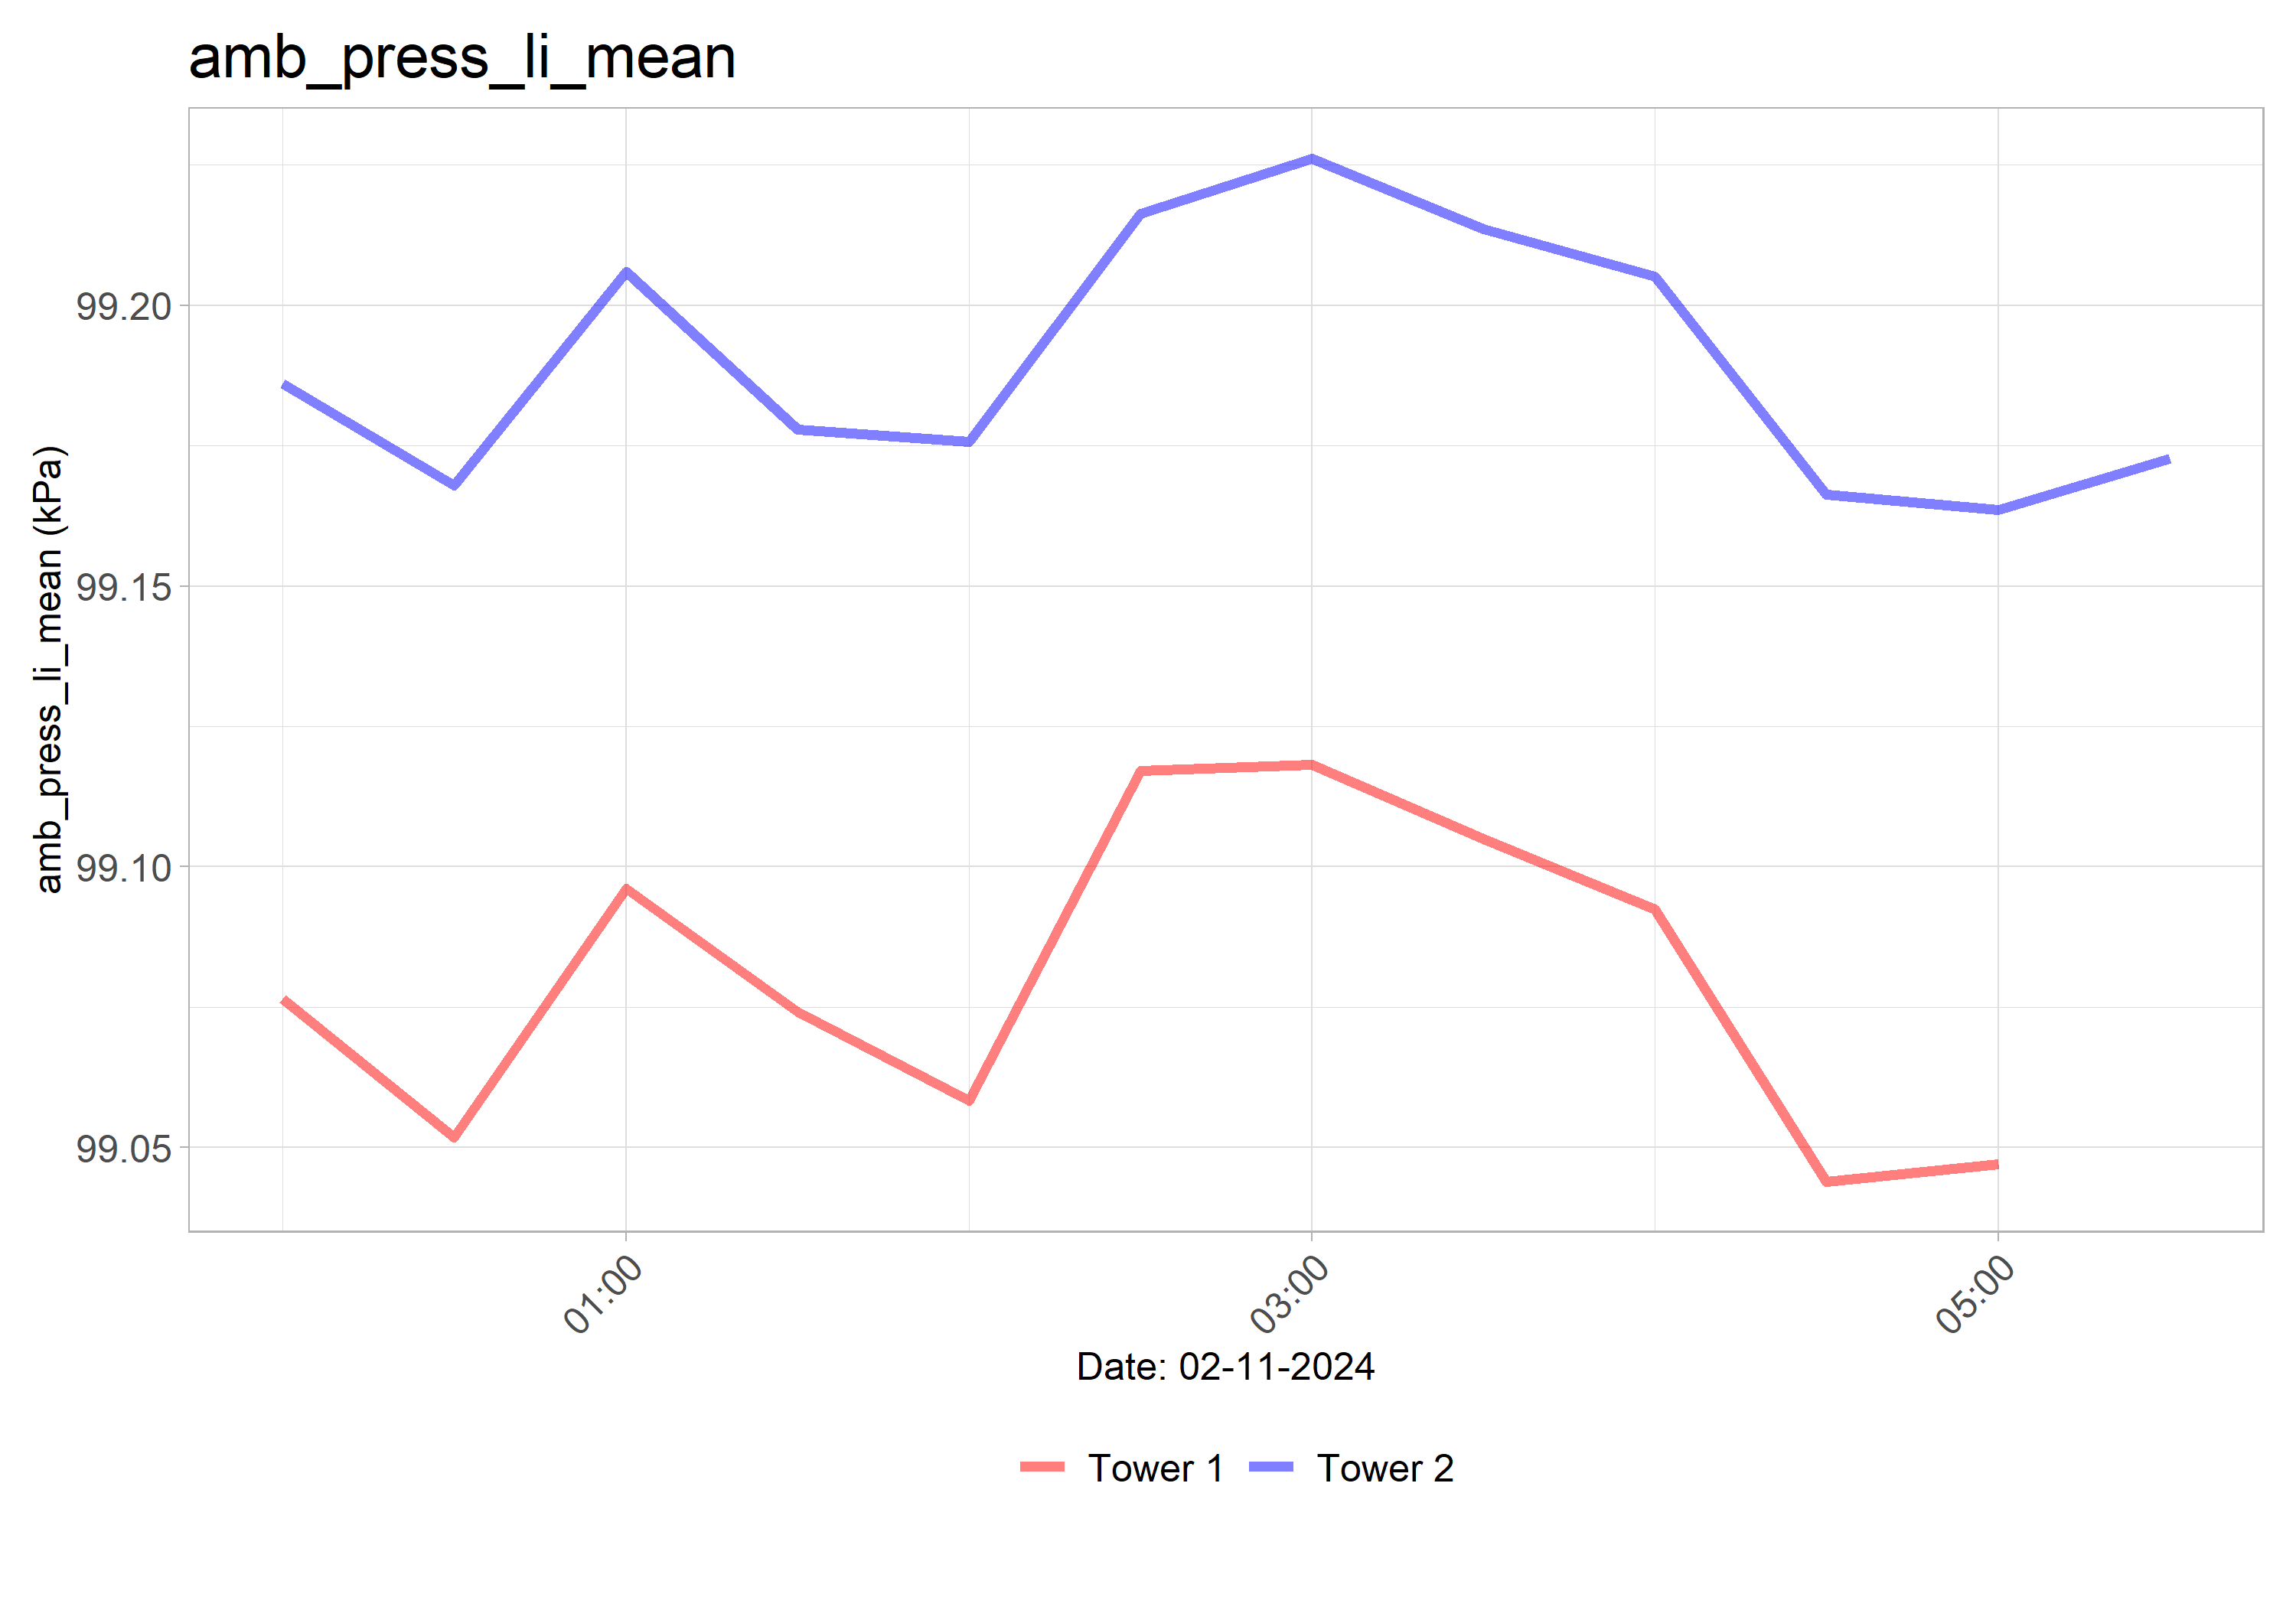 amb_press_li_mean
amb_press_li_mean (kPa)
99.20
99.15
99.10
99.05
01:00
03:00
05:00
Date: 02-11-2024
Tower 1
Tower 2